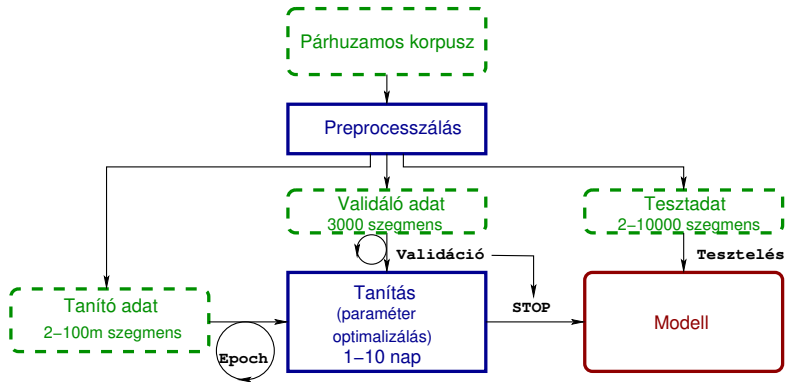 Párhuzamos korpusz
Preprocesszálás
Validáló adat
3000 szegmens
Tesztadat
2−10000 szegmens
Validáció
Tesztelés
Tanító adat
2−100m szegmens
Epoch
Tanítás
(paraméter
optimalizálás)
1−10 nap
STOP
Modell